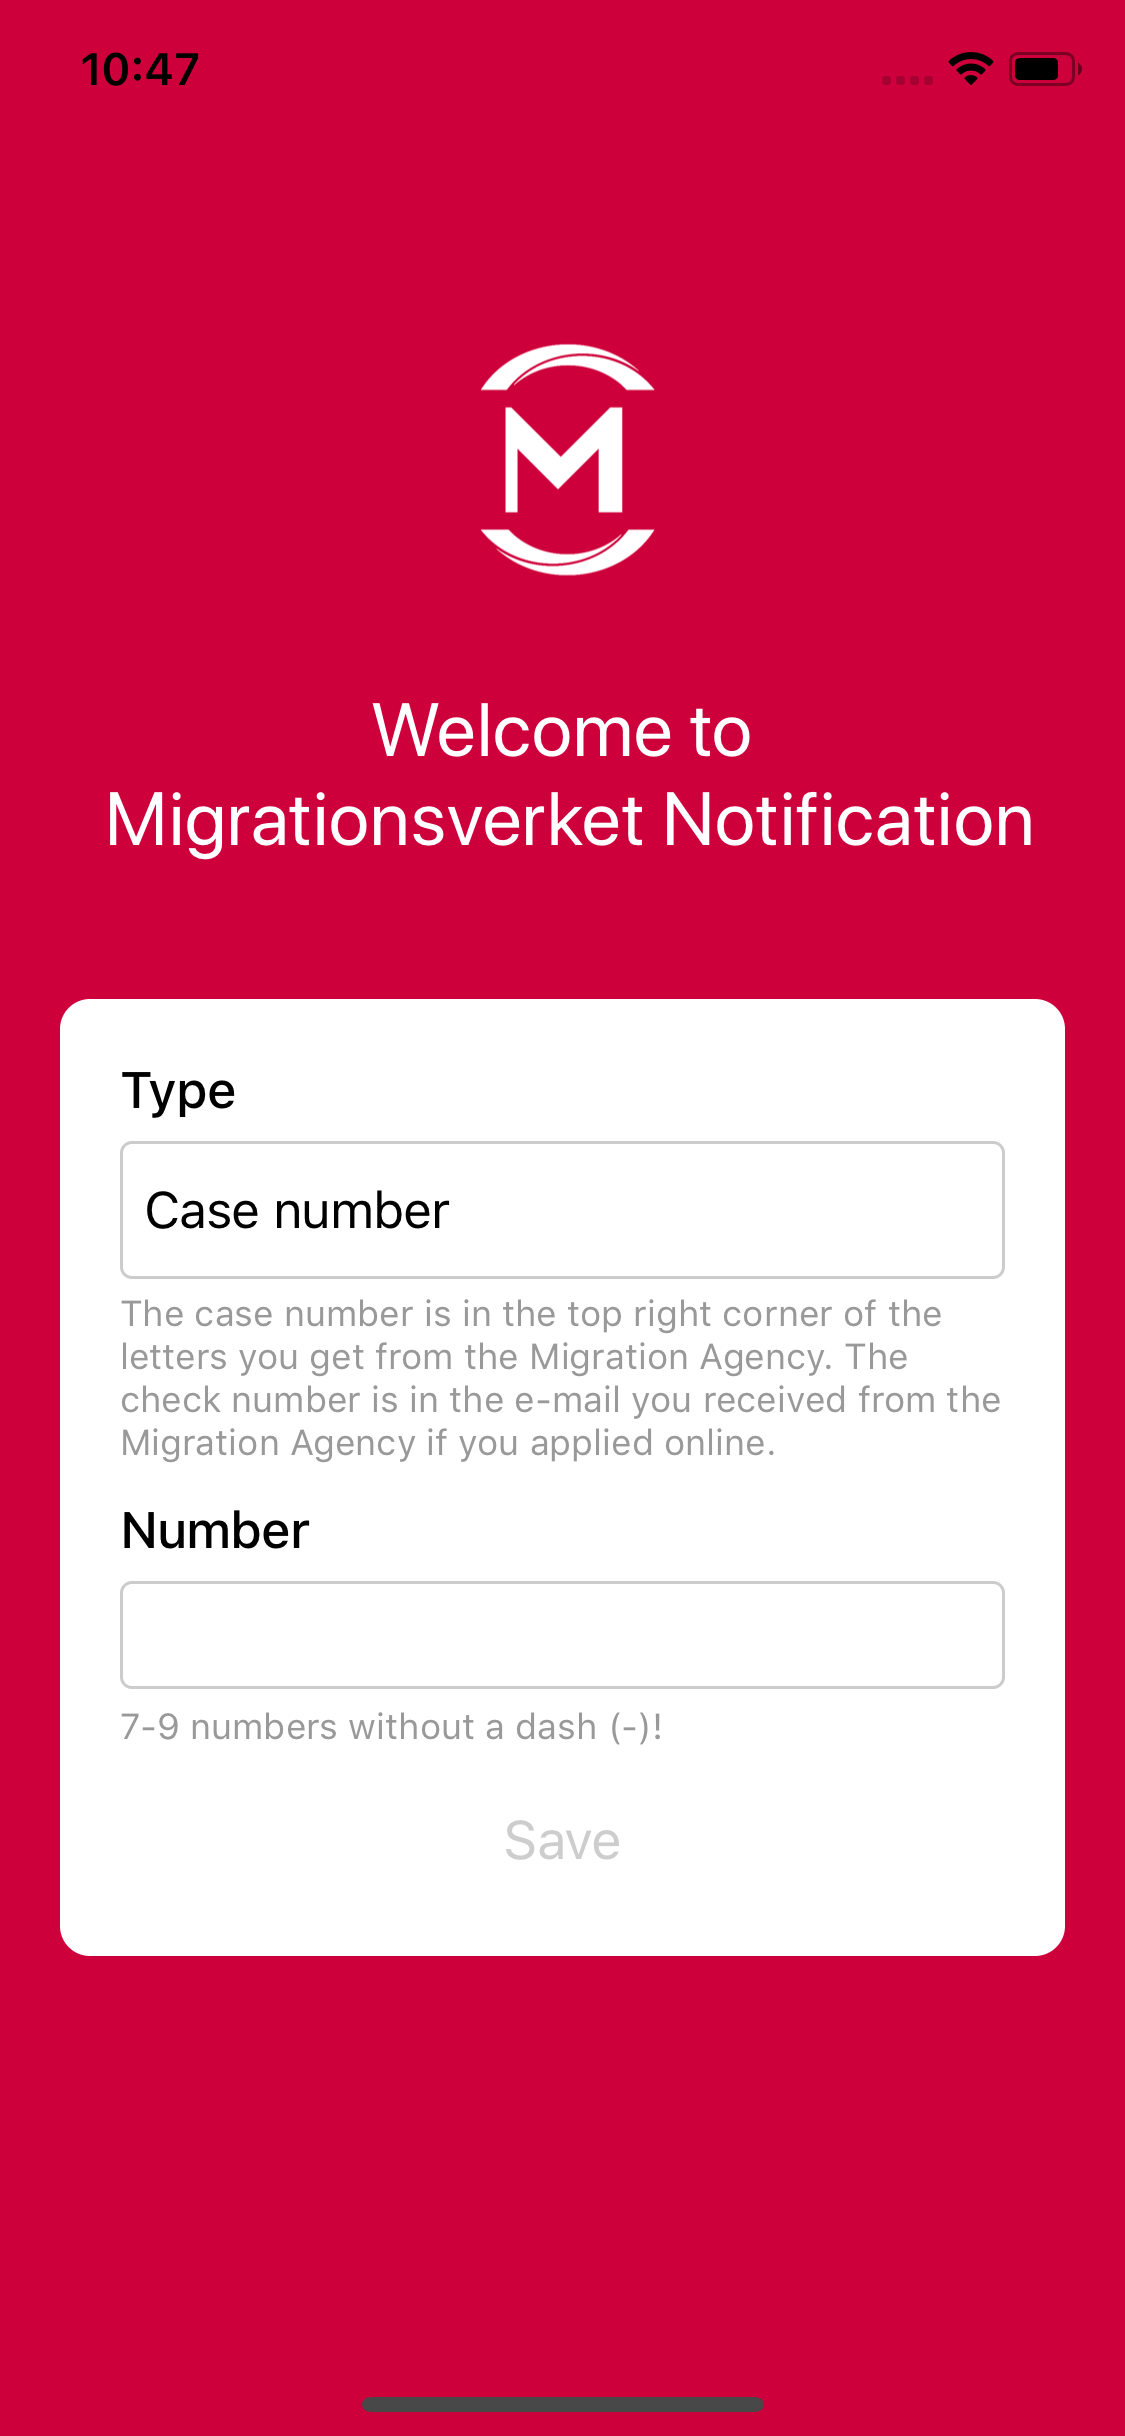 10:47
M
Welcome to
Migrationsverket Notification
Type
Case number
The case number is in the top right corner of the
letters you get from the Migration Agency. The
check number is in the e-mail you received from the
Migration Agency if you applied online.
Number
7-9 numbers without a dash (-)!
Save